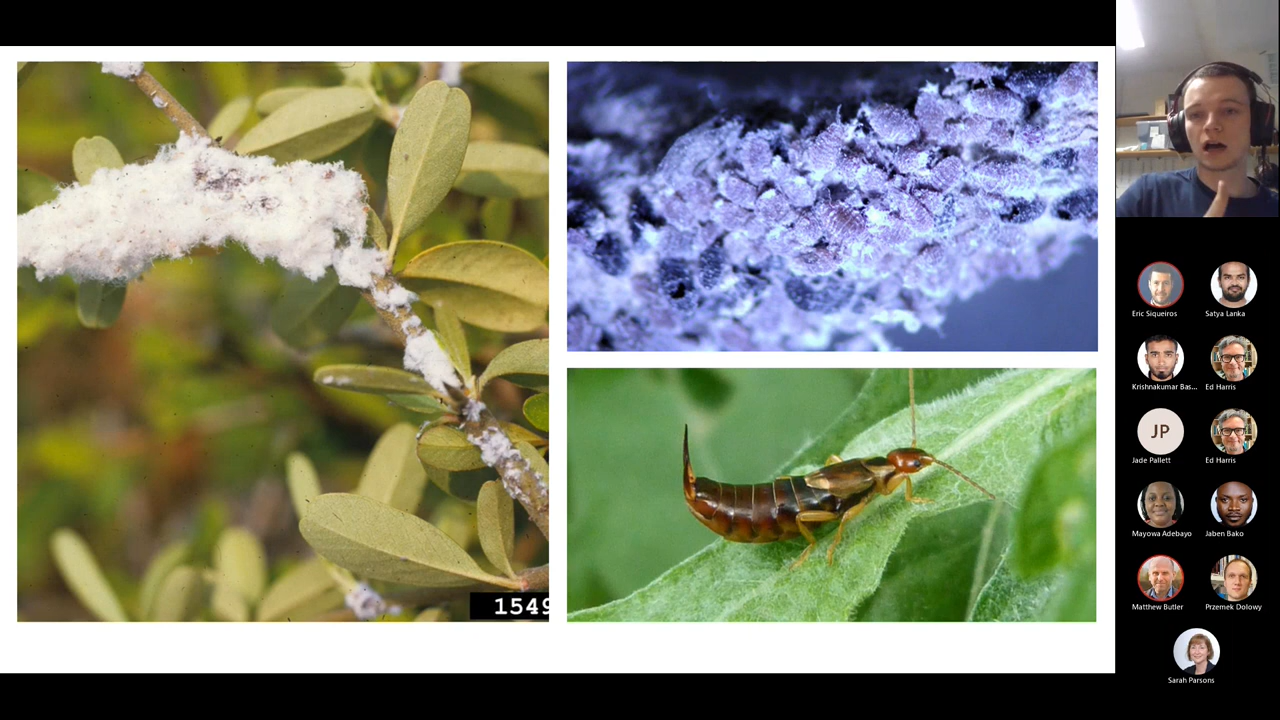 1549
Eric Siqueiros
Satya Lanka
Krishnakumar Bas...
Ed Harris
JP
Jade Pallett
Ed Harris
Mayowa Adebayo
Jaben Bako
Matthew Butler
Przemek Dolowy
Sarah Parsons